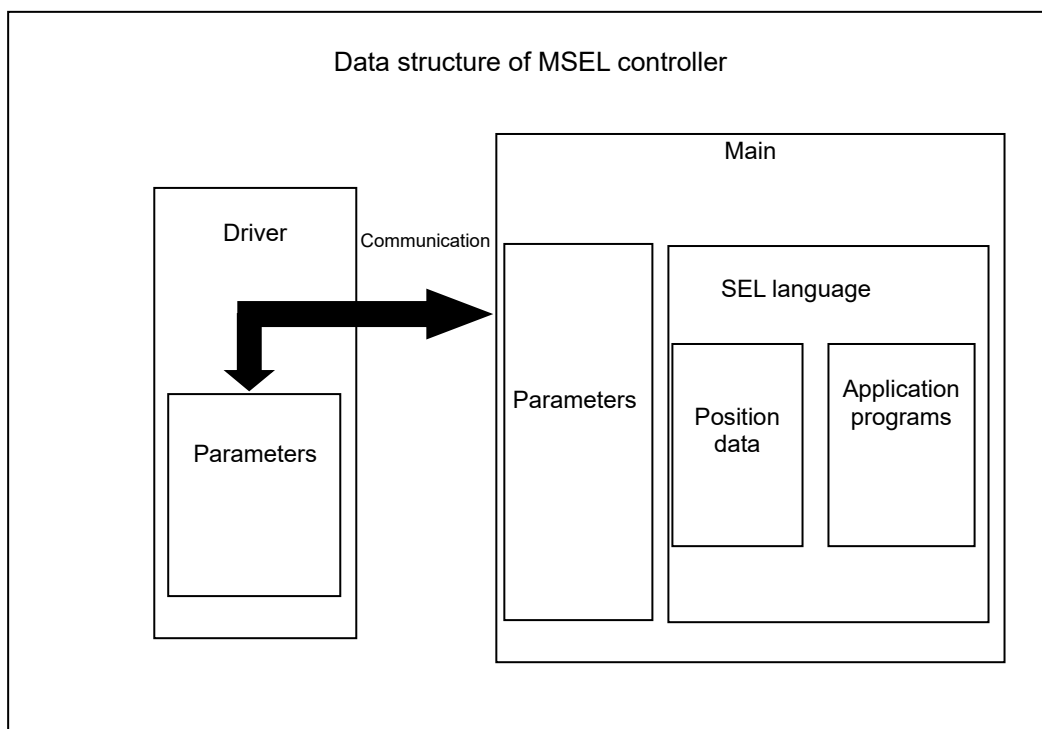 Data structure of MSEL controller
Main
Driver
Communication
SEL language
Parameters
Position
data
Application
programs
Parameters